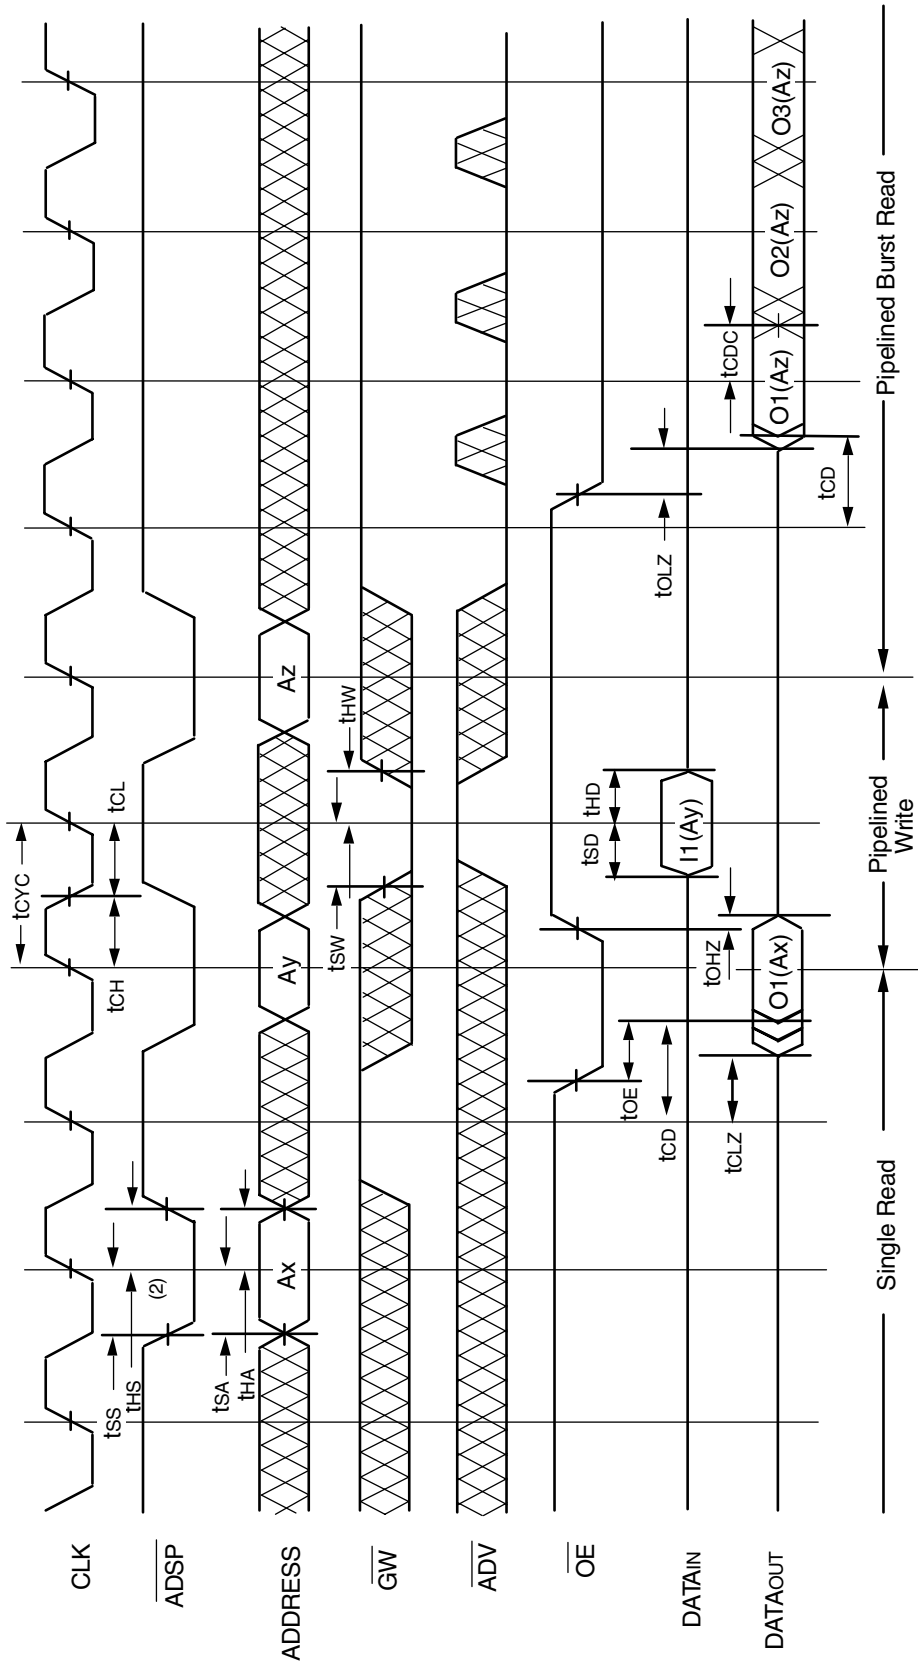 CLK
tCYC
tCH
tCL
ADSP
tSS
tHS
(2)
ADDRESS
tSA
tHA
Ax
Ay
Az
GW
tSW
tHW
ADV
OE
tOE
tOHZ
tOLZ
DATAIN
tSD
tHD
I1(Ay)
tCD
tCLZ
DATAOUT
O1(Ax)
O1(Az)
tCDC
O2(Az)
O3(Az)
tCD
Single Read
Pipelined
Write
Pipelined Burst Read